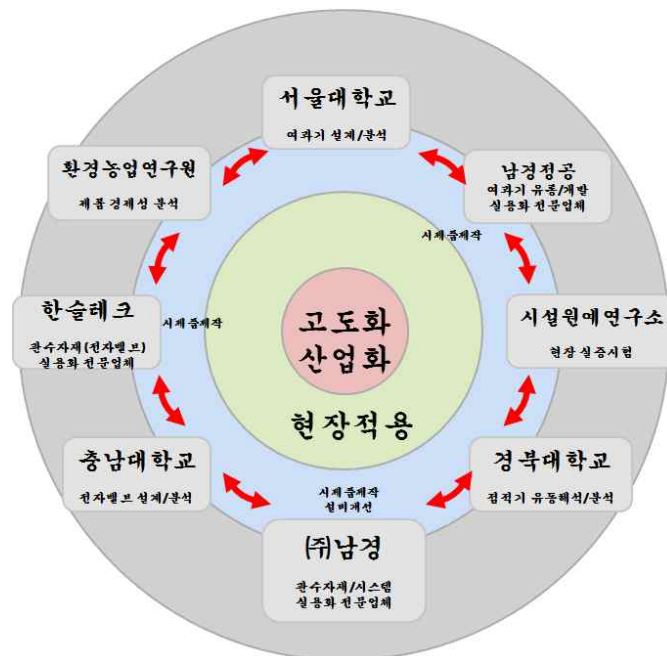 서울대학교
여과기 설계/분석
환경농업연구원
제품 경제성 분석
남경정공
여과기 유종/개발
실용화 전문업체
시제품제작
한슬테크
관수자재(전자밸브)
실용화 전문업체
시제품제작
고도화
산업화
시설원예연구소
현장 실증시험
현장적용
충남대학교
전자밸브 설계/분석
시제품제작
설비개선
경북대학교
점적기 유동해석/분석
㈜남경
관수자재/시스템
실용화 전문업체